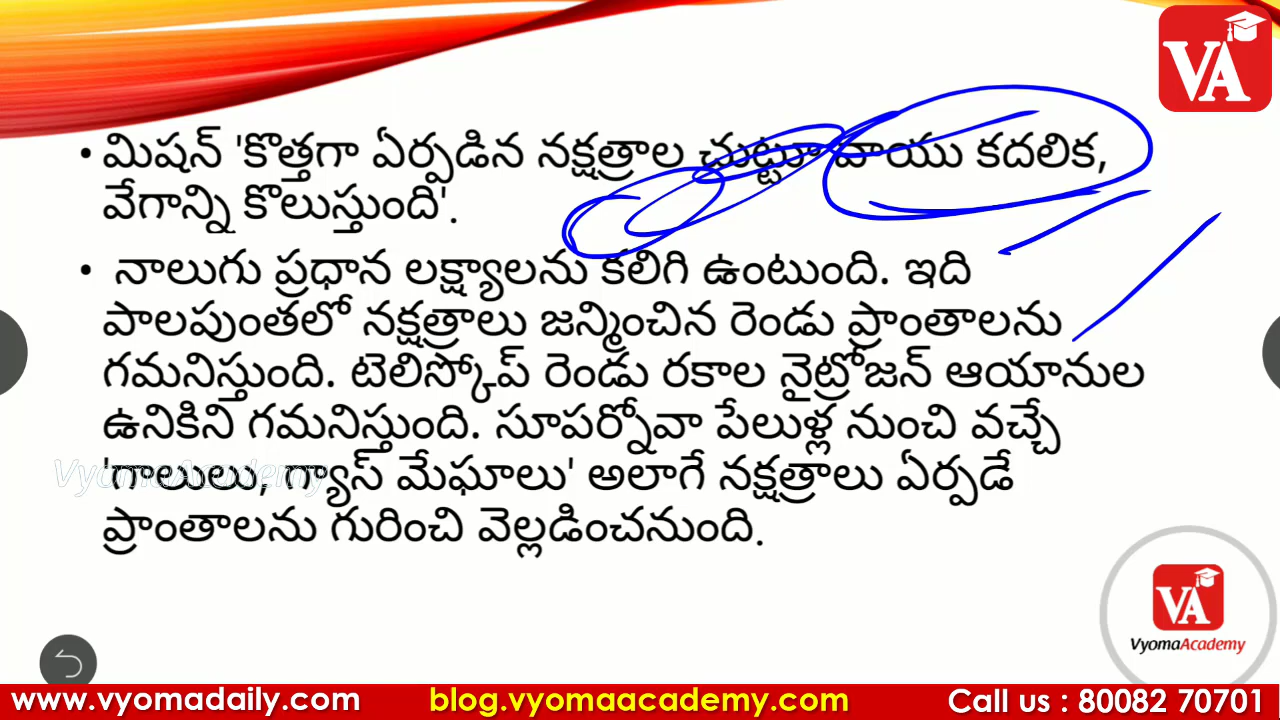 VA
• మిషన్ 'కొత్తగా ఏర్పడిన నక్షత్రాల చుట్టూ వాయు కదలిక,
వేగాన్ని కొలుస్తుంది'.
• నాలుగు ప్రధాన లక్ష్యాలను కలిగి ఉంటుంది. ఇది
పాలపుంతలో నక్షత్రాలు జన్మించిన రెండు ప్రాంతాలను
గమనిస్తుంది. టెలిస్కోప్ రెండు రకాల నైట్రోజన్ ఆయానుల
ఉనికిని గమనిస్తుంది. సూపర్నోవా పేలుళ్ల నుంచి వచ్చే
'గాలులు, గ్యాస్ మేఘాలు' అలాగే నక్షత్రాలు ఏర్పడే
ప్రాంతాలను గురించి వెల్లడించనుంది.
VyomaAcademy
VA
VyomaAcademy
www.vyomadaily.com blog.vyomaacademy.com Call us : 80082 70701